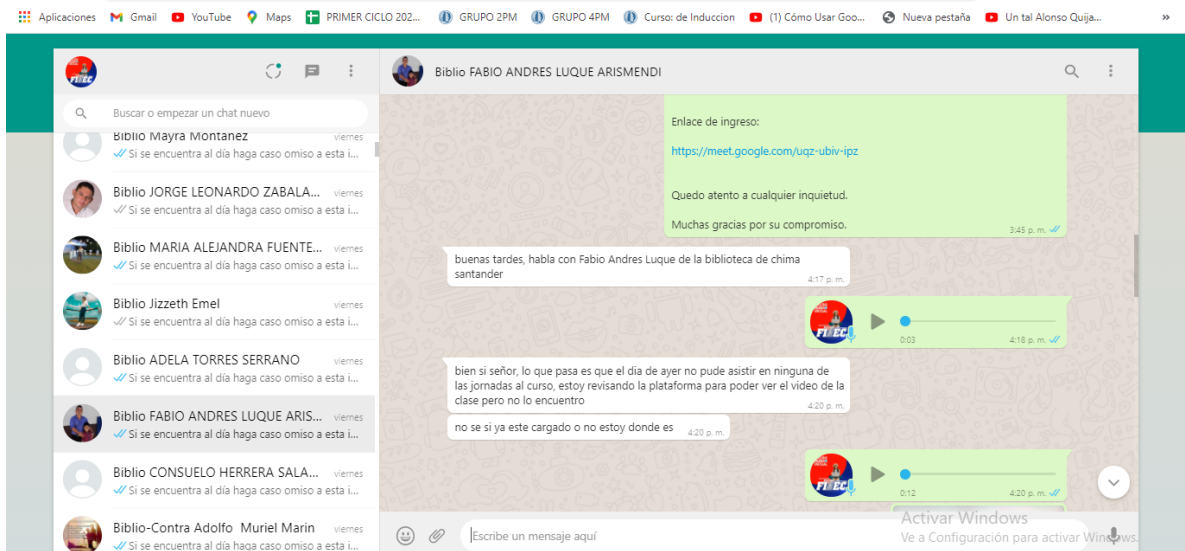 Aplicaciones
Gmail
YouTube
Maps
PRIMER CICLO 202...
GRUPO 2PM
GRUPO 4PM
Curso: de Induccion
(1) Cómo Usar Goo...
Nueva pestaña
Un tal Alonso Quija...
»
FITEC
Buscar o empezar un chat nuevo
Biblio Mayra Montañez viernes
Si se encuentra al día haga caso omiso a esta i...
Biblio JORGE LEONARDO ZABALA... viernes
Si se encuentra al día haga caso omiso a esta i...
Biblio MARIA ALEJANDRA FUENTE... viernes
Si se encuentra al día haga caso omiso a esta i...
Biblio Jizzeth Emel viernes
Si se encuentra al día haga caso omiso a esta i...
Biblio ADELA TORRES SERRANO viernes
Si se encuentra al día haga caso omiso a esta i...
Biblio FABIO ANDRES LUQUE ARIS... viernes
Si se encuentra al día haga caso omiso a esta i...
Biblio CONSUELO HERRERA SALA... viernes
Si se encuentra al día haga caso omiso a esta i...
Biblio-Contra Adolfo Muriel Marin viernes
Si se encuentra al día haga caso omiso a esta i...
Biblio FABIO ANDRES LUQUE ARISMENDI
Enlace de ingreso:
https://meet.google.com/uqz-ubiv-ipz
Quedo atento a cualquier inquietud.
Muchas gracias por su compromiso.
3:45 p. m.
buenas tardes, habla con Fabio Andres Luque de la biblioteca de chima
santander
4:17 p. m.
FITEC
0:03 4:18 p. m.
bien si señor, lo que pasa es que el dia de ayer no pude asistir en ninguna de
las jornadas al curso, estoy revisando la plataforma para poder ver el video de la
clase pero no lo encuentro
4:20 p. m.
no se si ya este cargado o no estoy donde es 4:20 p. m.
FITEC
0:12 4:20 p. m.
Escribe un mensaje aquí
Activar Windows
Ve a Configuración para activar Windows.